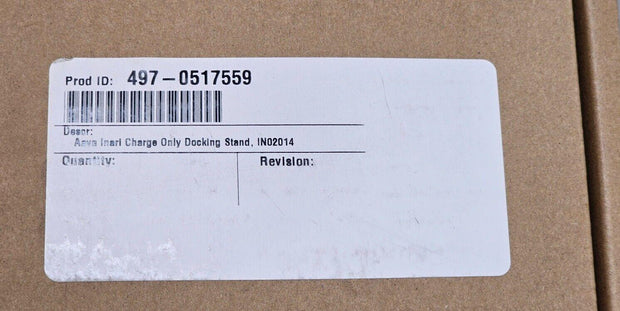 Prod ID: 497-0517559
Descr:
Aava Inari Charge Only Docking Stand, IN02014
Quantity:
Revision: